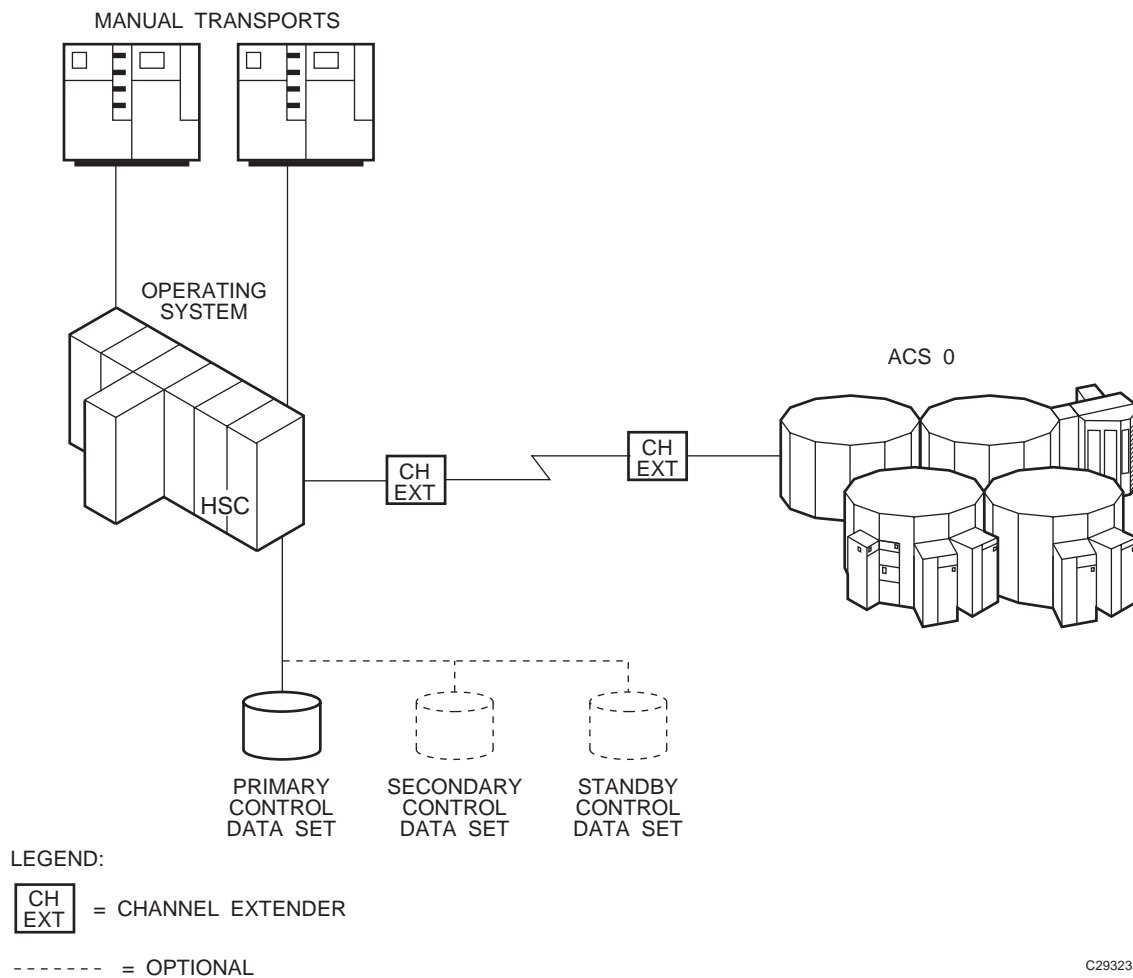 MANUAL TRANSPORTS
OPERATING
SYSTEM
ACS 0
HSC
CH
EXT
CH
EXT
PRIMARY
CONTROL
DATA SET
SECONDARY
CONTROL
DATA SET
STANDBY
CONTROL
DATA SET
LEGEND:
CH
EXT
= CHANNEL EXTENDER
= OPTIONAL
C29323